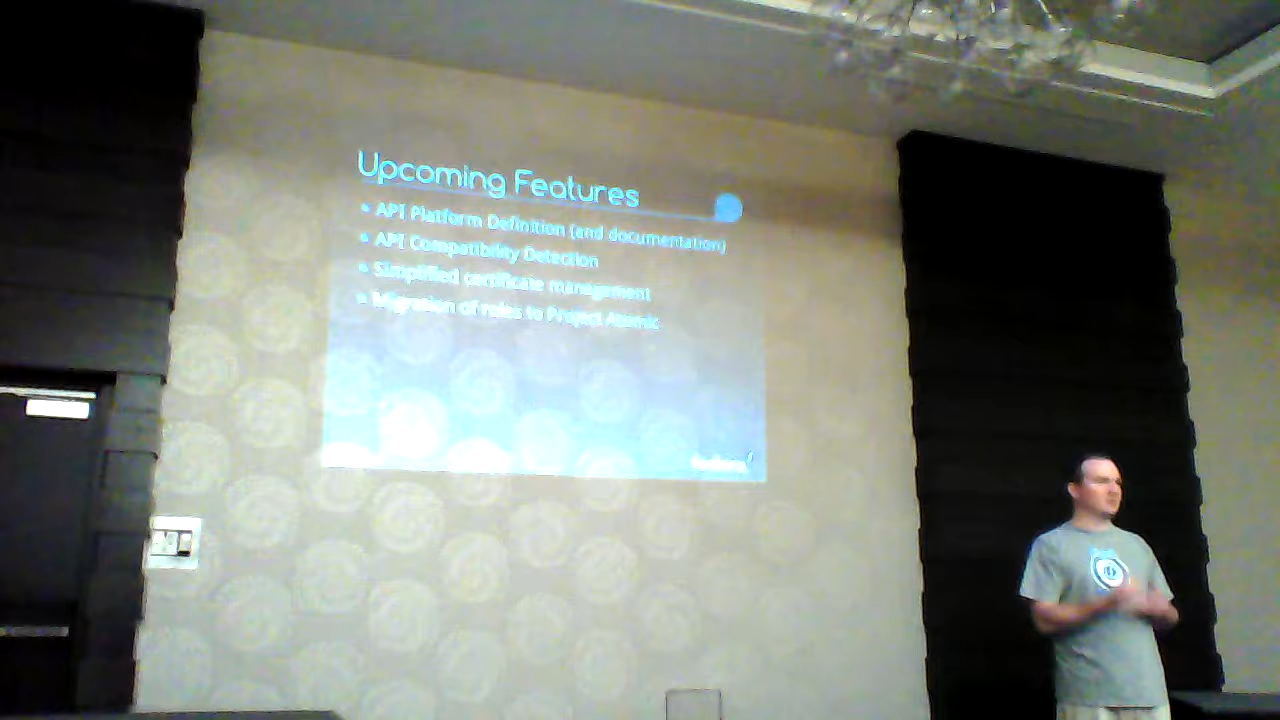 Upcoming Features
• API Platform Definition (and documentation)
• API Compatibility Detection
• Simplified certificate management
• Migration of roles to Project Atomic